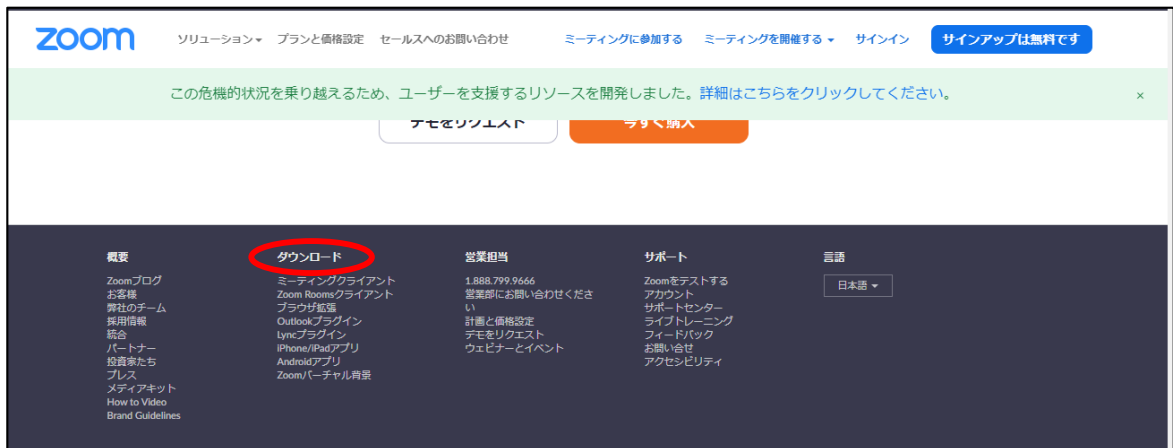 zoom
ソリューション プランと価格設定 セールスへのお問い合わせ ミーティングに参加する ミーティングを開催する サインイン サインアップは無料です
この危機的状況を乗り越えるため、ユーザーを支援するリソースを開発しました。詳細はこちらをクリックしてください。 ×
デモをリクエスト 今すぐ購入
概要
Zoomブログ
お客様
弊社のチーム
採用情報
統合
パートナー
投資家たち
プレス
メディアキット
How to Video
Brand Guidelines
ダウンロード
ミーティングクライアント
Zoom Roomsクライアント
ブラウザ拡張
Outlookプラグイン
Lyncプラグイン
iPhone/iPadアプリ
Androidアプリ
Zoomバーチャル背景
営業担当
1.888.799.9666
営業部にお問い合わせくださ
い
計画と価格設定
デモをリクエスト
ウェビナーとイベント
サポート
Zoomをテストする
アカウント
サポートセンター
ライブトレーニング
フィードバック
お問い合せ
アクセシビリティ
言語
日本語